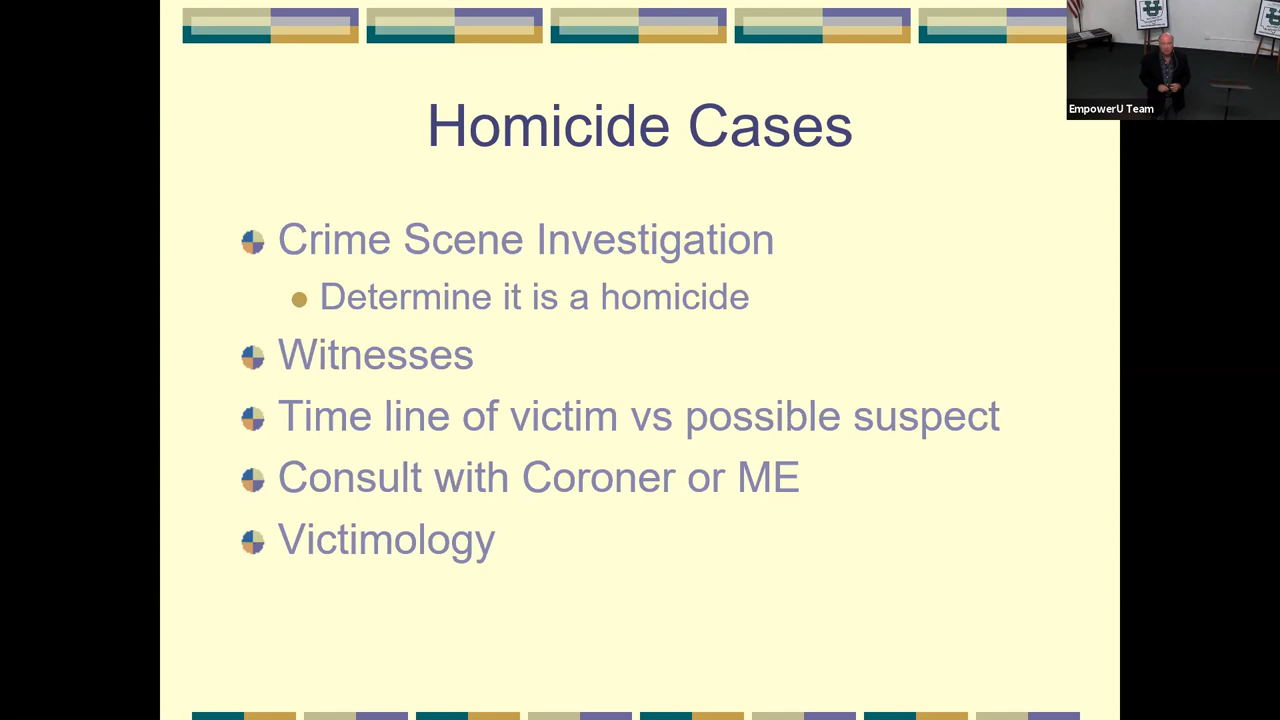 Homicide Cases
EmpowerU Team
Crime Scene Investigation
Determine it is a homicide
Witnesses
Time line of victim vs possible suspect
Consult with Coroner or ME
Victimology